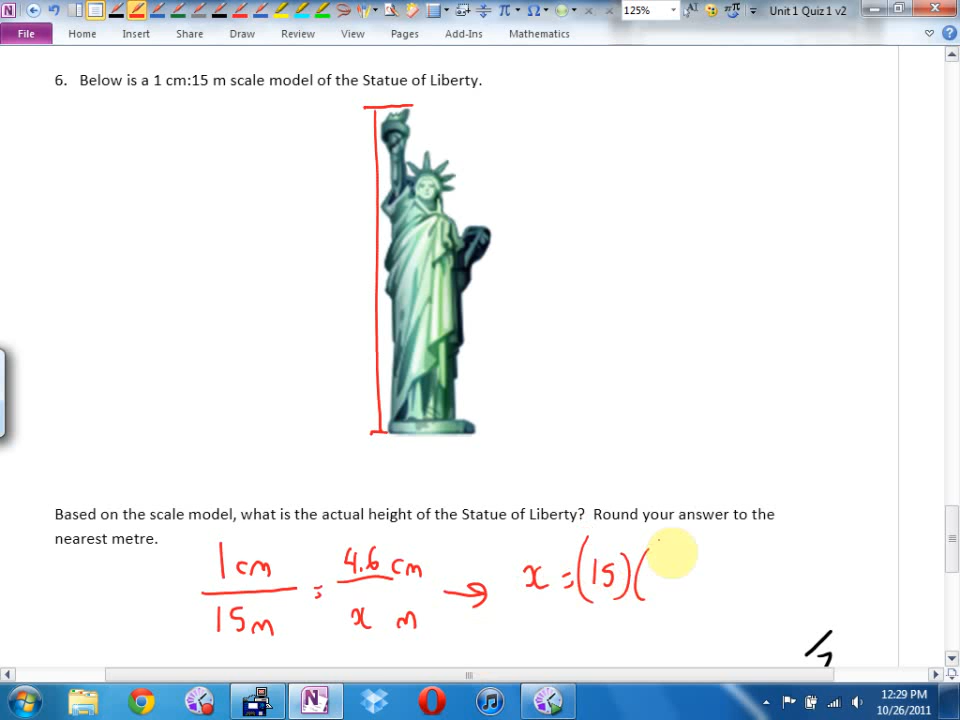 125%
Unit 1 Quiz 1 v2
File Home Insert Share Draw Review View Pages Add-Ins Mathematics
6. Below is a 1 cm:15 m scale model of the Statue of Liberty.
Based on the scale model, what is the actual height of the Statue of Liberty? Round your answer to the
nearest metre.
1 cm / 15 m = 4.6 cm / x m → x = (15)(
12:29 PM
10/26/2011